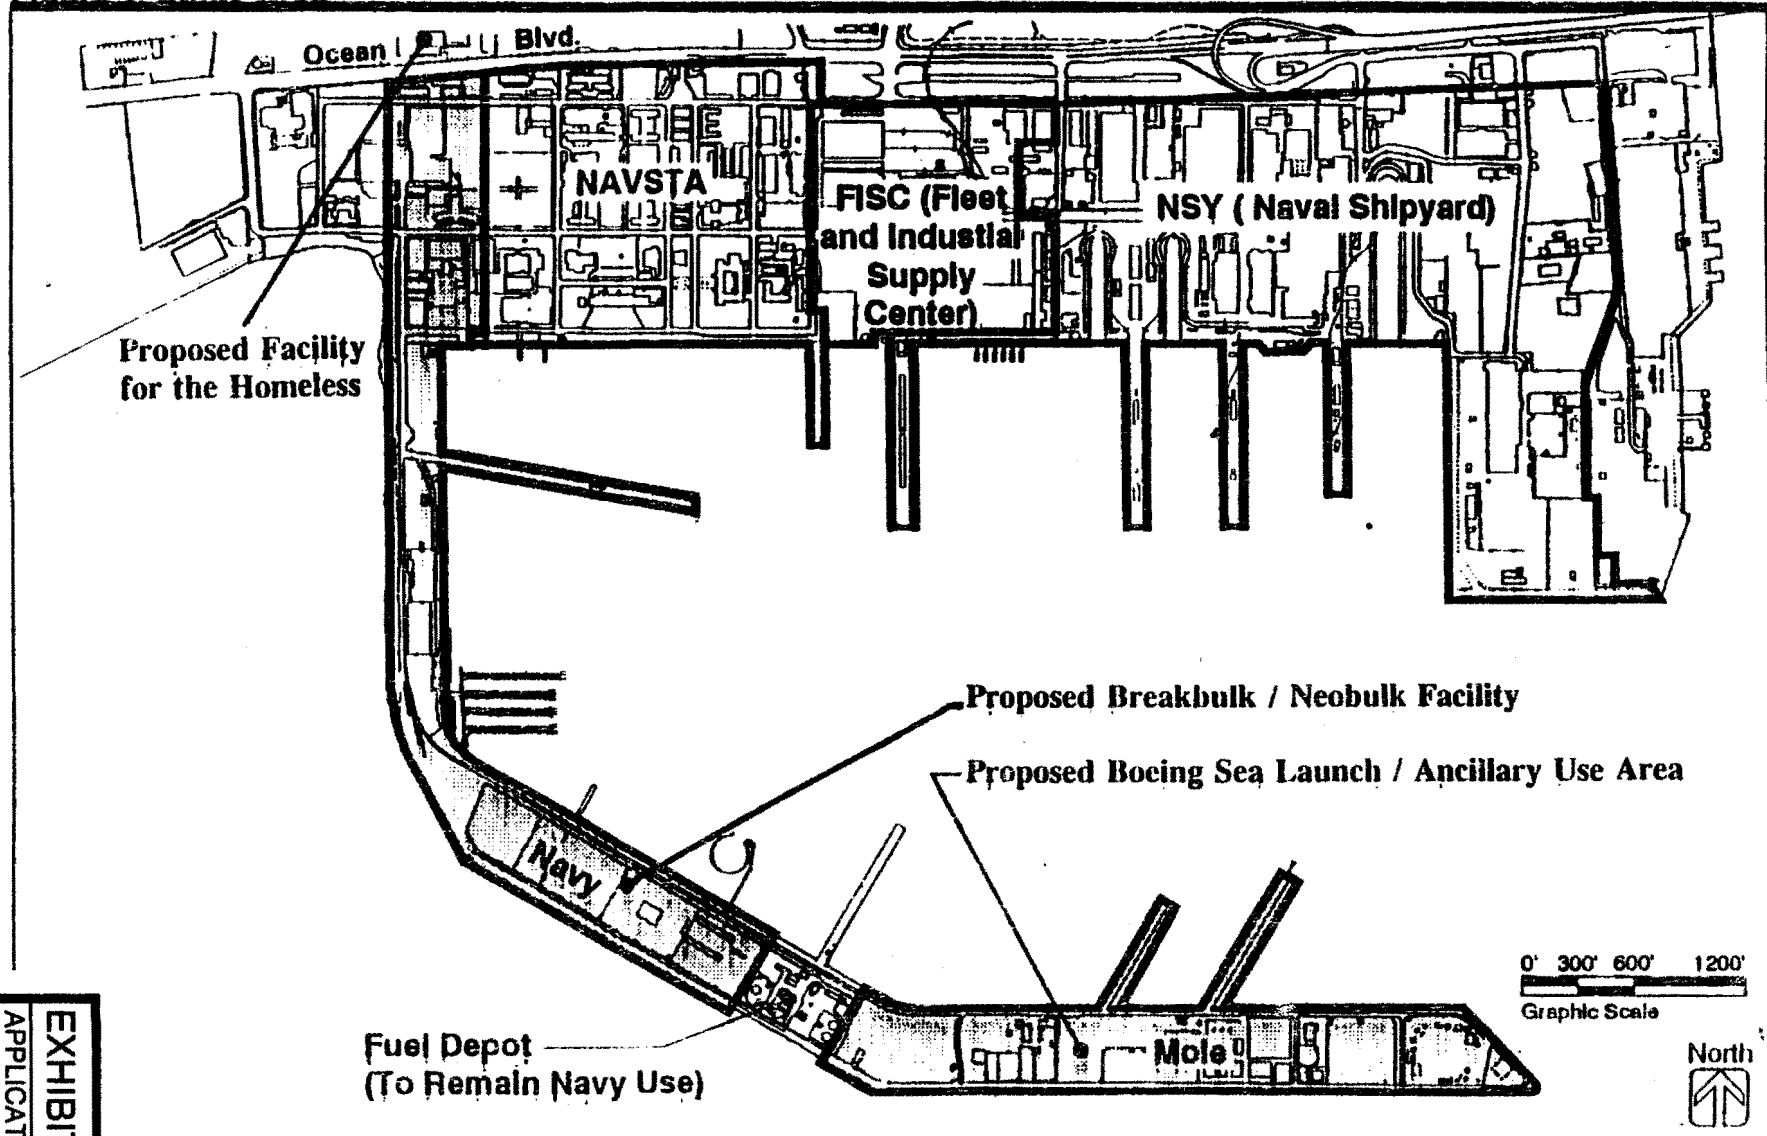 Ocean Blvd.
NAVSTA
FISC (Fleet
and Industial
Supply
Center)
NSY ( Naval Shipyard)
Proposed Facility
for the Homeless
Proposed Breakbulk / Neobulk Facility
Proposed Boeing Sea Launch / Ancillary Use Area
Navy
Mole
Fuel Depot
(To Remain Navy Use)
0' 300' 600' 1200'
Graphic Scale
North
EXHIBIT
APPLICAT